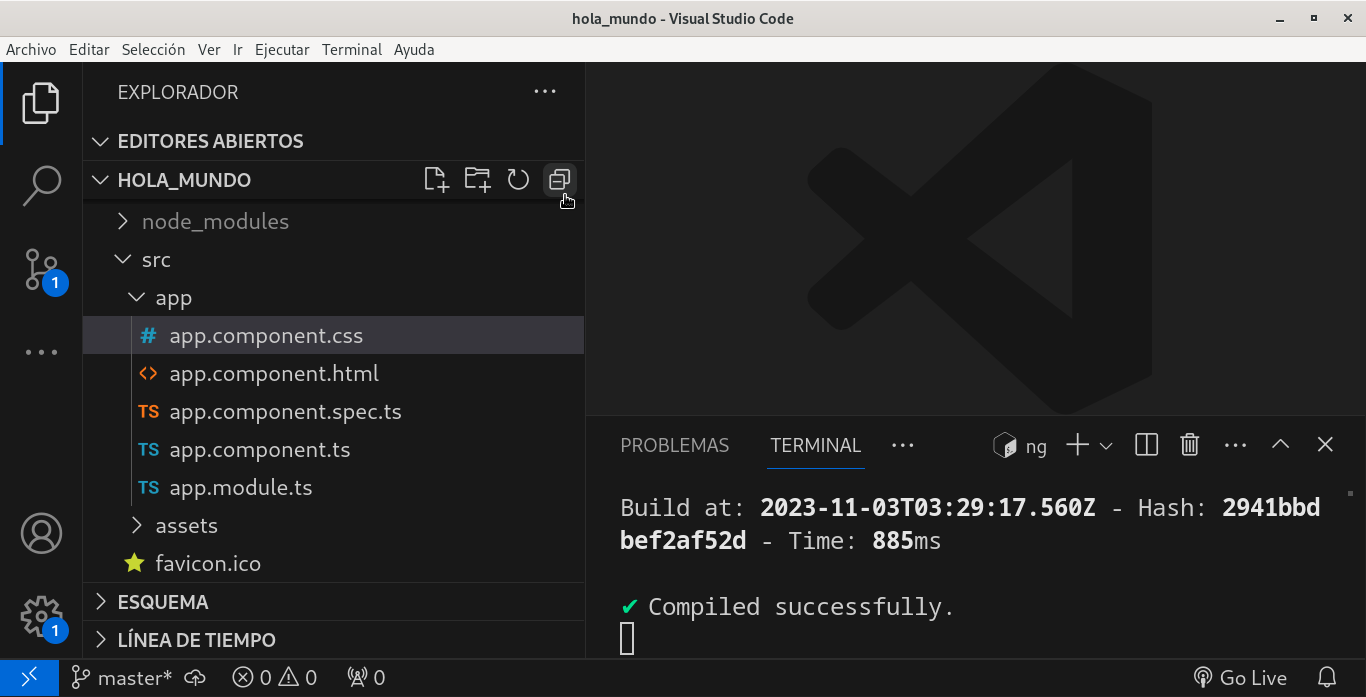 hola_mundo - Visual Studio Code
Archivo Editar Selección Ver Ir Ejecutar Terminal Ayuda
EXPLORADOR
EDITORES ABIERTOS
HOLA_MUNDO
node_modules
src
app
# app.component.css
<> app.component.html
TS app.component.spec.ts
TS app.component.ts
TS app.module.ts
assets
favicon.ico
ESQUEMA
LÍNEA DE TIEMPO
1
1
PROBLEMAS TERMINAL ng
Build at: 2023-11-03T03:29:17.560Z - Hash: 2941bbd
bef2af52d - Time: 885ms
✔ Compiled successfully.
master* 0 0 0 Go Live